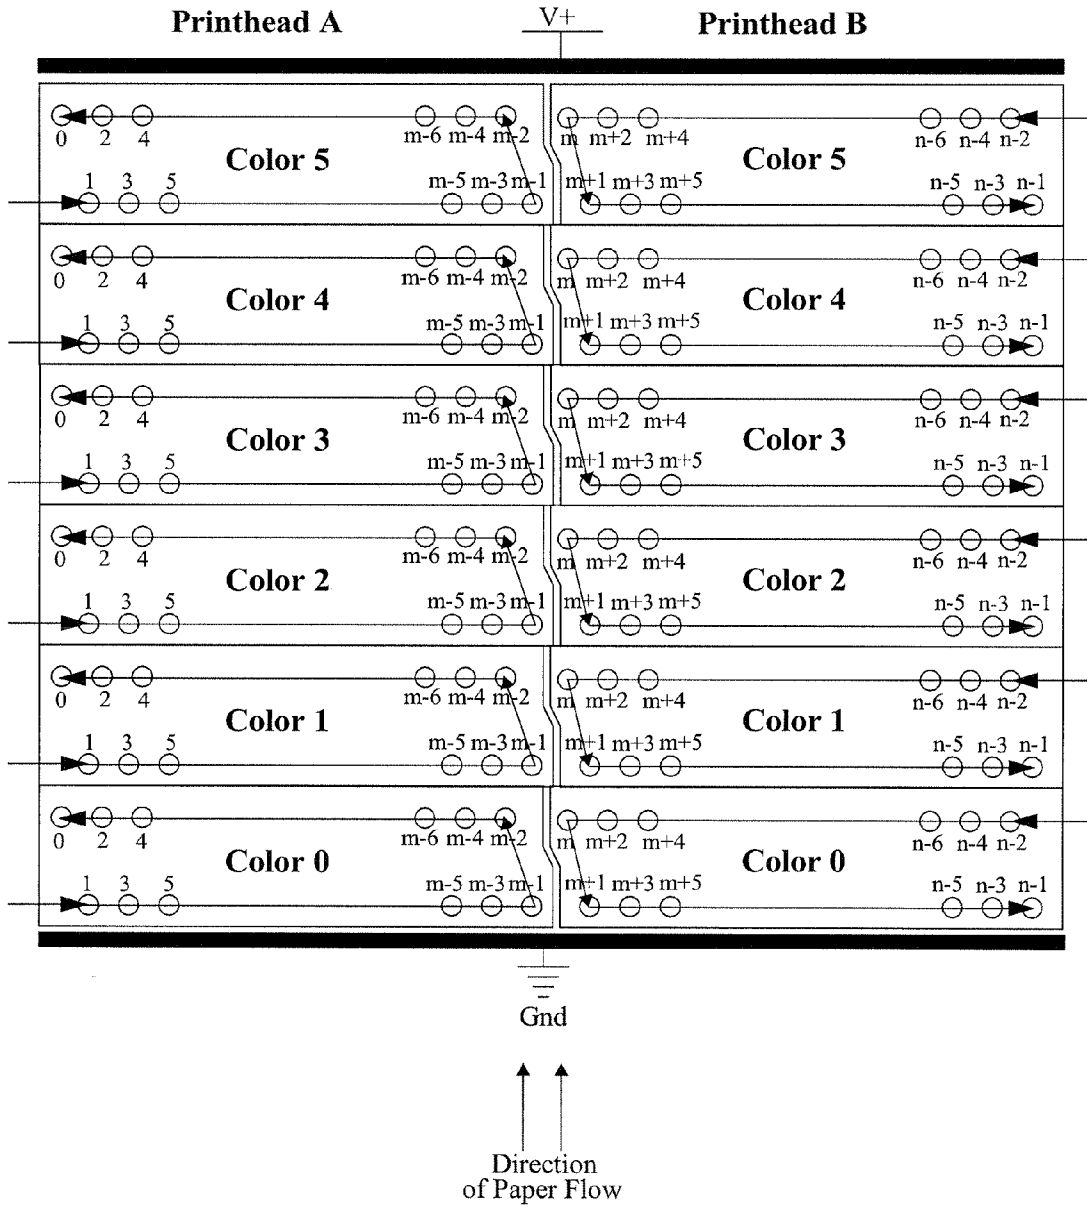 Printhead A V+ Printhead B
0 2 4 m-6 m-4 m-2 m m+2 m+4 n-6 n-4 n-2
Color 5 Color 5
1 3 5 m-5 m-3 m-1 m+1 m+3 m+5 n-5 n-3 n-1
0 2 4 m-6 m-4 m-2 m m+2 m+4 n-6 n-4 n-2
Color 4 Color 4
1 3 5 m-5 m-3 m-1 m+1 m+3 m+5 n-5 n-3 n-1
0 2 4 m-6 m-4 m-2 m m+2 m+4 n-6 n-4 n-2
Color 3 Color 3
1 3 5 m-5 m-3 m-1 m+1 m+3 m+5 n-5 n-3 n-1
0 2 4 m-6 m-4 m-2 m m+2 m+4 n-6 n-4 n-2
Color 2 Color 2
1 3 5 m-5 m-3 m-1 m+1 m+3 m+5 n-5 n-3 n-1
0 2 4 m-6 m-4 m-2 m m+2 m+4 n-6 n-4 n-2
Color 1 Color 1
1 3 5 m-5 m-3 m-1 m+1 m+3 m+5 n-5 n-3 n-1
0 2 4 m-6 m-4 m-2 m m+2 m+4 n-6 n-4 n-2
Color 0 Color 0
1 3 5 m-5 m-3 m-1 m+1 m+3 m+5 n-5 n-3 n-1
Gnd
Direction
of Paper Flow